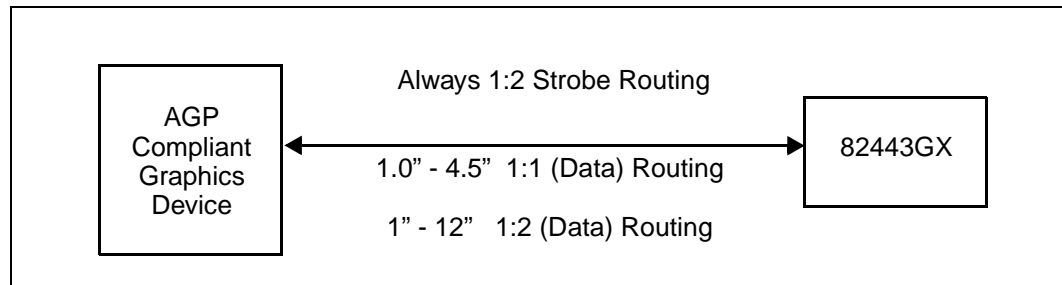 AGP
Compliant
Graphics
Device
Always 1:2 Strobe Routing
1.0” - 4.5”  1:1 (Data) Routing
1” - 12”   1:2 (Data) Routing
82443GX